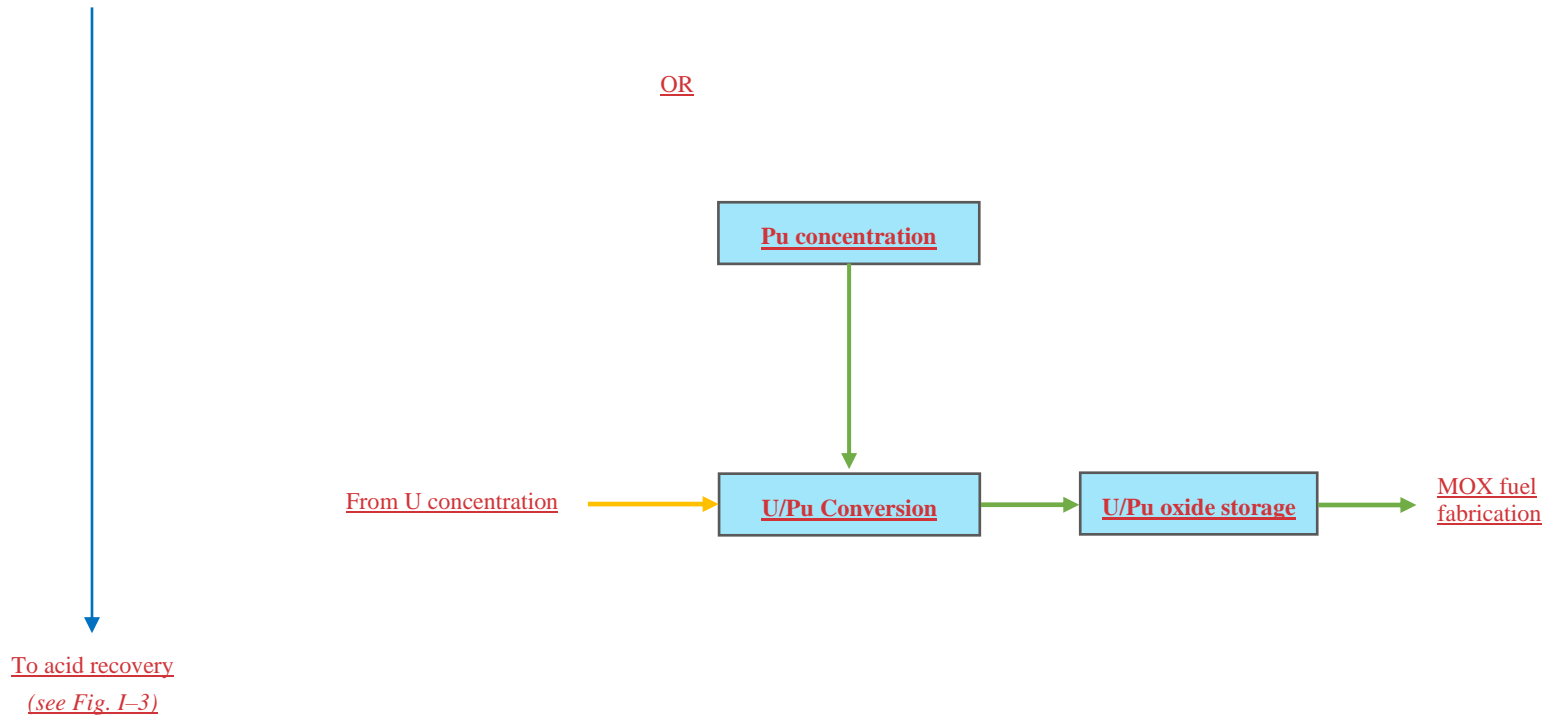 OR
Pu concentration
From U concentration
U/Pu Conversion
U/Pu oxide storage
MOX fuel
fabrication
To acid recovery
(see Fig. I–3)